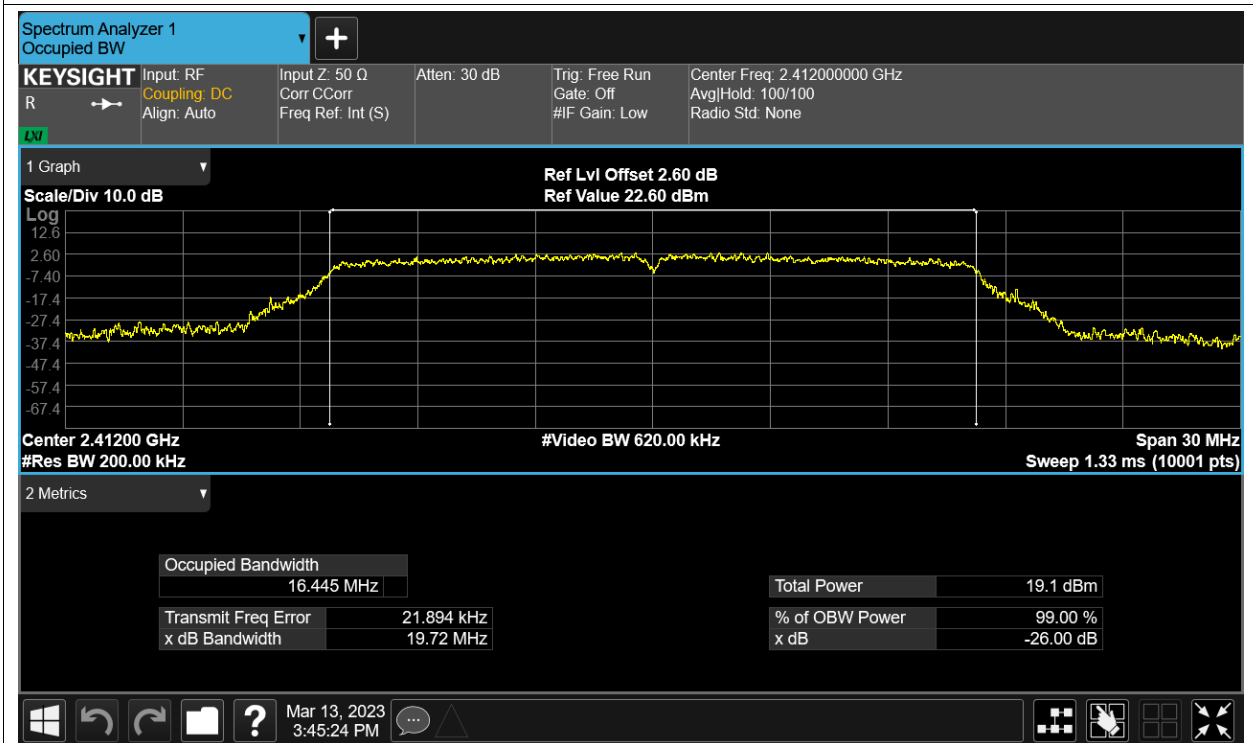 Spectrum Analyzer 1
Occupied BW
KEYSIGHT
R
LXI
Input: RF
Coupling: DC
Align: Auto
Input Z: 50 Ω
Corr CCorr
Freq Ref: Int (S)
Atten: 30 dB
Trig: Free Run
Gate: Off
#IF Gain: Low
Center Freq: 2.412000000 GHz
Avg|Hold: 100/100
Radio Std: None
1 Graph
Scale/Div 10.0 dB
Ref Lvl Offset 2.60 dB
Ref Value 22.60 dBm
Log
12.6
2.60
-7.40
-17.4
-27.4
-37.4
-47.4
-57.4
-67.4
Center 2.41200 GHz
#Video BW 620.00 kHz
Span 30 MHz
#Res BW 200.00 kHz
Sweep 1.33 ms (10001 pts)
2 Metrics
Occupied Bandwidth
16.445 MHz
Total Power 19.1 dBm
Transmit Freq Error 21.894 kHz
% of OBW Power 99.00 %
x dB Bandwidth 19.72 MHz
x dB -26.00 dB
?
Mar 13, 2023
3:45:24 PM